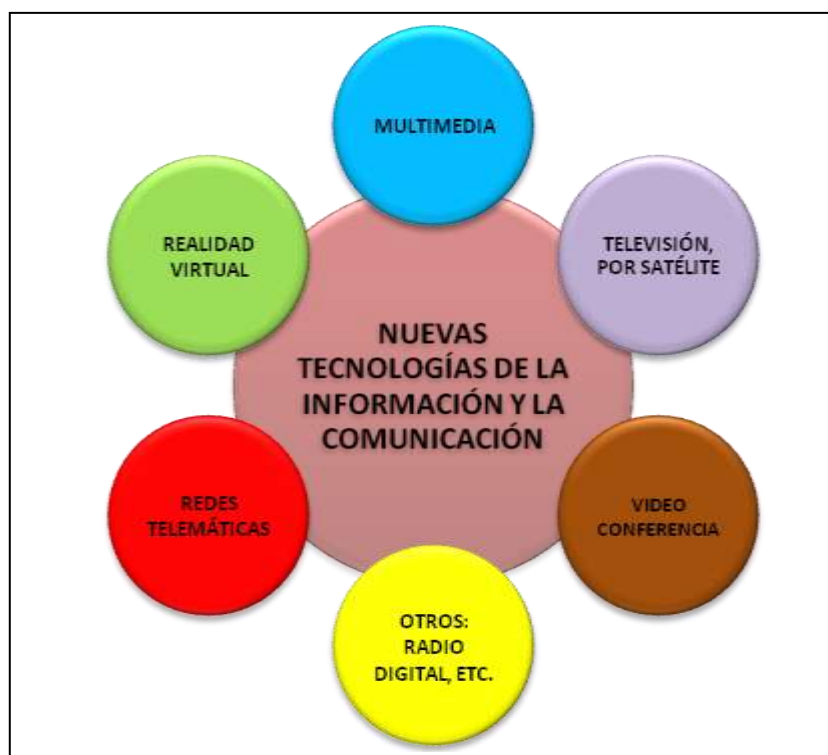 MULTIMEDIA
TELEVISIÓN,
POR SATÉLITE
VIDEO
CONFERENCIA
OTROS:
RADIO
DIGITAL, ETC.
REDES
TELEMÁTICAS
REALIDAD
VIRTUAL
NUEVAS
TECNOLOGÍAS DE LA
INFORMACIÓN Y LA
COMUNICACIÓN